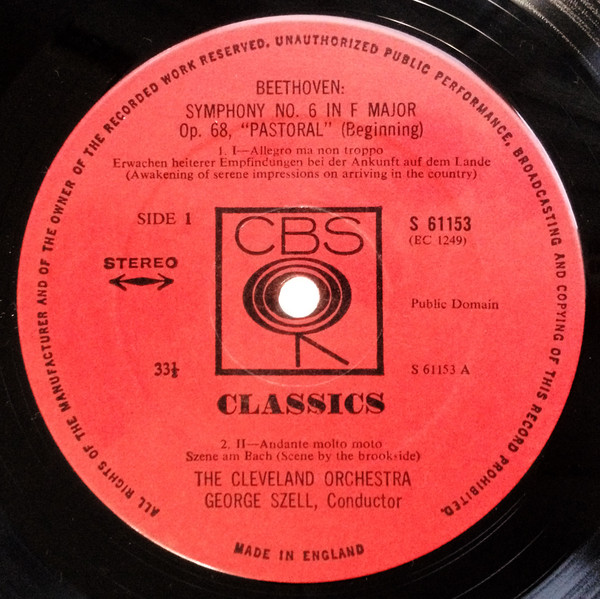 ALL RIGHTS OF THE MANUFACTURER AND OF THE OWNER OF THE RECORDED WORK RESERVED, UNAUTHORIZED PUBLIC PERFORMANCE, BROADCASTING AND COPYING OF THIS RECORD PROHIBITED.
BEETHOVEN:
SYMPHONY NO. 6 IN F MAJOR
Op. 68, "PASTORAL" (Beginning)
1. I—Allegro ma non troppo
Erwachen heiterer Empfindungen bei der Ankunft auf dem Lande
(Awakening of serene impressions on arriving in the country)
SIDE 1
CBS
S 61153
(EC 1249)
STEREO
Public Domain
33⅓
S 61153 A
CLASSICS
2. II—Andante molto moto
Szene am Bach (Scene by the brookside)
THE CLEVELAND ORCHESTRA
GEORGE SZELL, Conductor
MADE IN ENGLAND